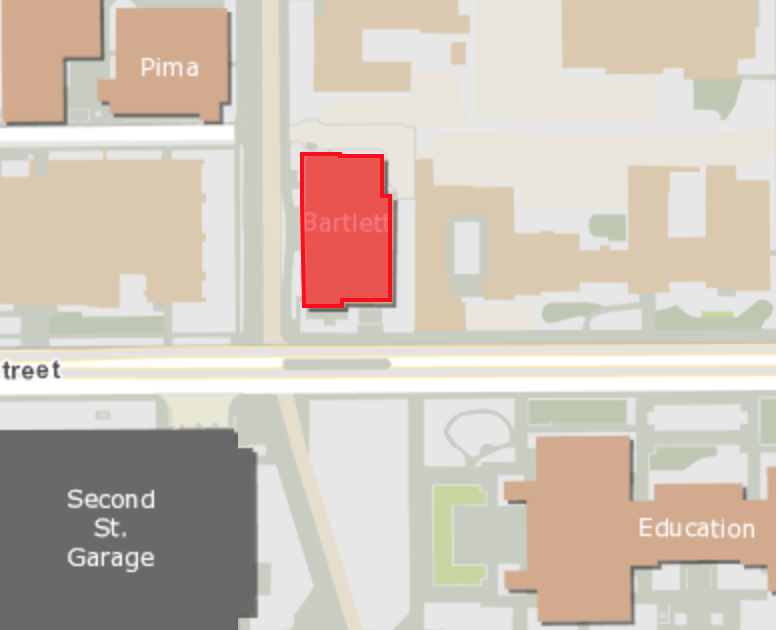 Pima
Bartlett
treet
Second
St.
Garage
Education